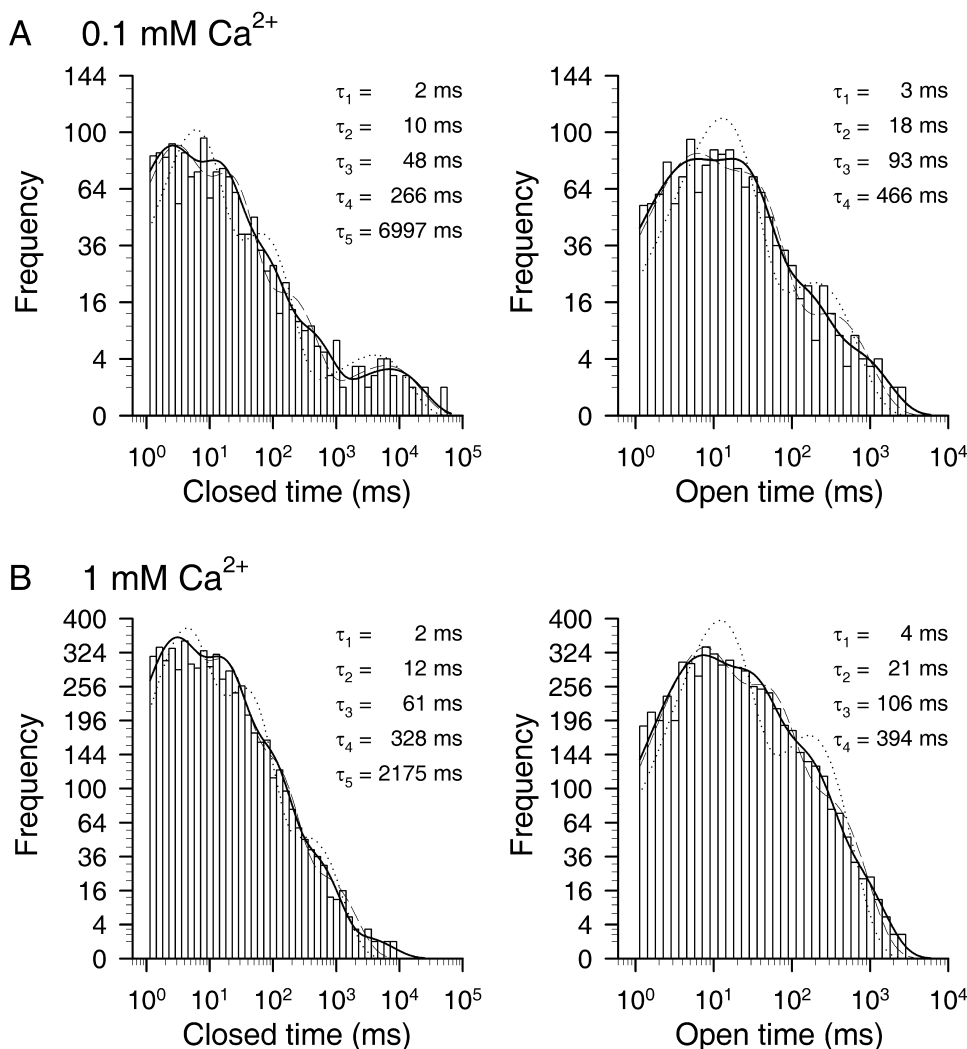 A 0.1 mM Ca²⁺
144
100
64
36
16
4
0
Frequency
τ₁ = 2 ms
τ₂ = 10 ms
τ₃ = 48 ms
τ₄ = 266 ms
τ₅ = 6997 ms
10⁰ 10¹ 10² 10³ 10⁴ 10⁵
Closed time (ms)
144
100
64
36
16
4
0
Frequency
τ₁ = 3 ms
τ₂ = 18 ms
τ₃ = 93 ms
τ₄ = 466 ms
10⁰ 10¹ 10² 10³ 10⁴
Open time (ms)
B 1 mM Ca²⁺
400
324
256
196
144
100
64
36
16
4
0
Frequency
τ₁ = 2 ms
τ₂ = 12 ms
τ₃ = 61 ms
τ₄ = 328 ms
τ₅ = 2175 ms
10⁰ 10¹ 10² 10³ 10⁴ 10⁵
Closed time (ms)
400
324
256
196
144
100
64
36
16
4
0
Frequency
τ₁ = 4 ms
τ₂ = 21 ms
τ₃ = 106 ms
τ₄ = 394 ms
10⁰ 10¹ 10² 10³ 10⁴
Open time (ms)